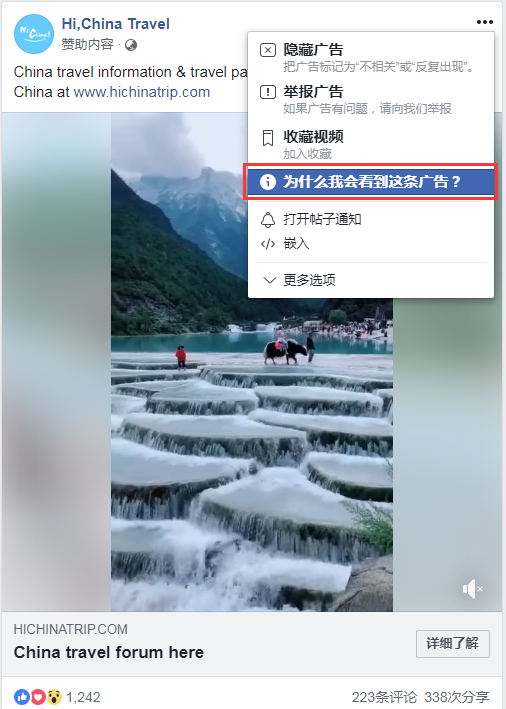 Hi,China Travel
赞助内容 ·
China travel information & travel pa
China at www.hichinatrip.com
隐藏广告
把广告标记为“不相关”或“反复出现”。
举报广告
如果广告有问题，请向我们举报
收藏视频
加入收藏
为什么我会看到这条广告？
打开帖子通知
嵌入
更多选项
HICHINATRIP.COM
China travel forum here
详细了解
1,242
223条评论 338次分享